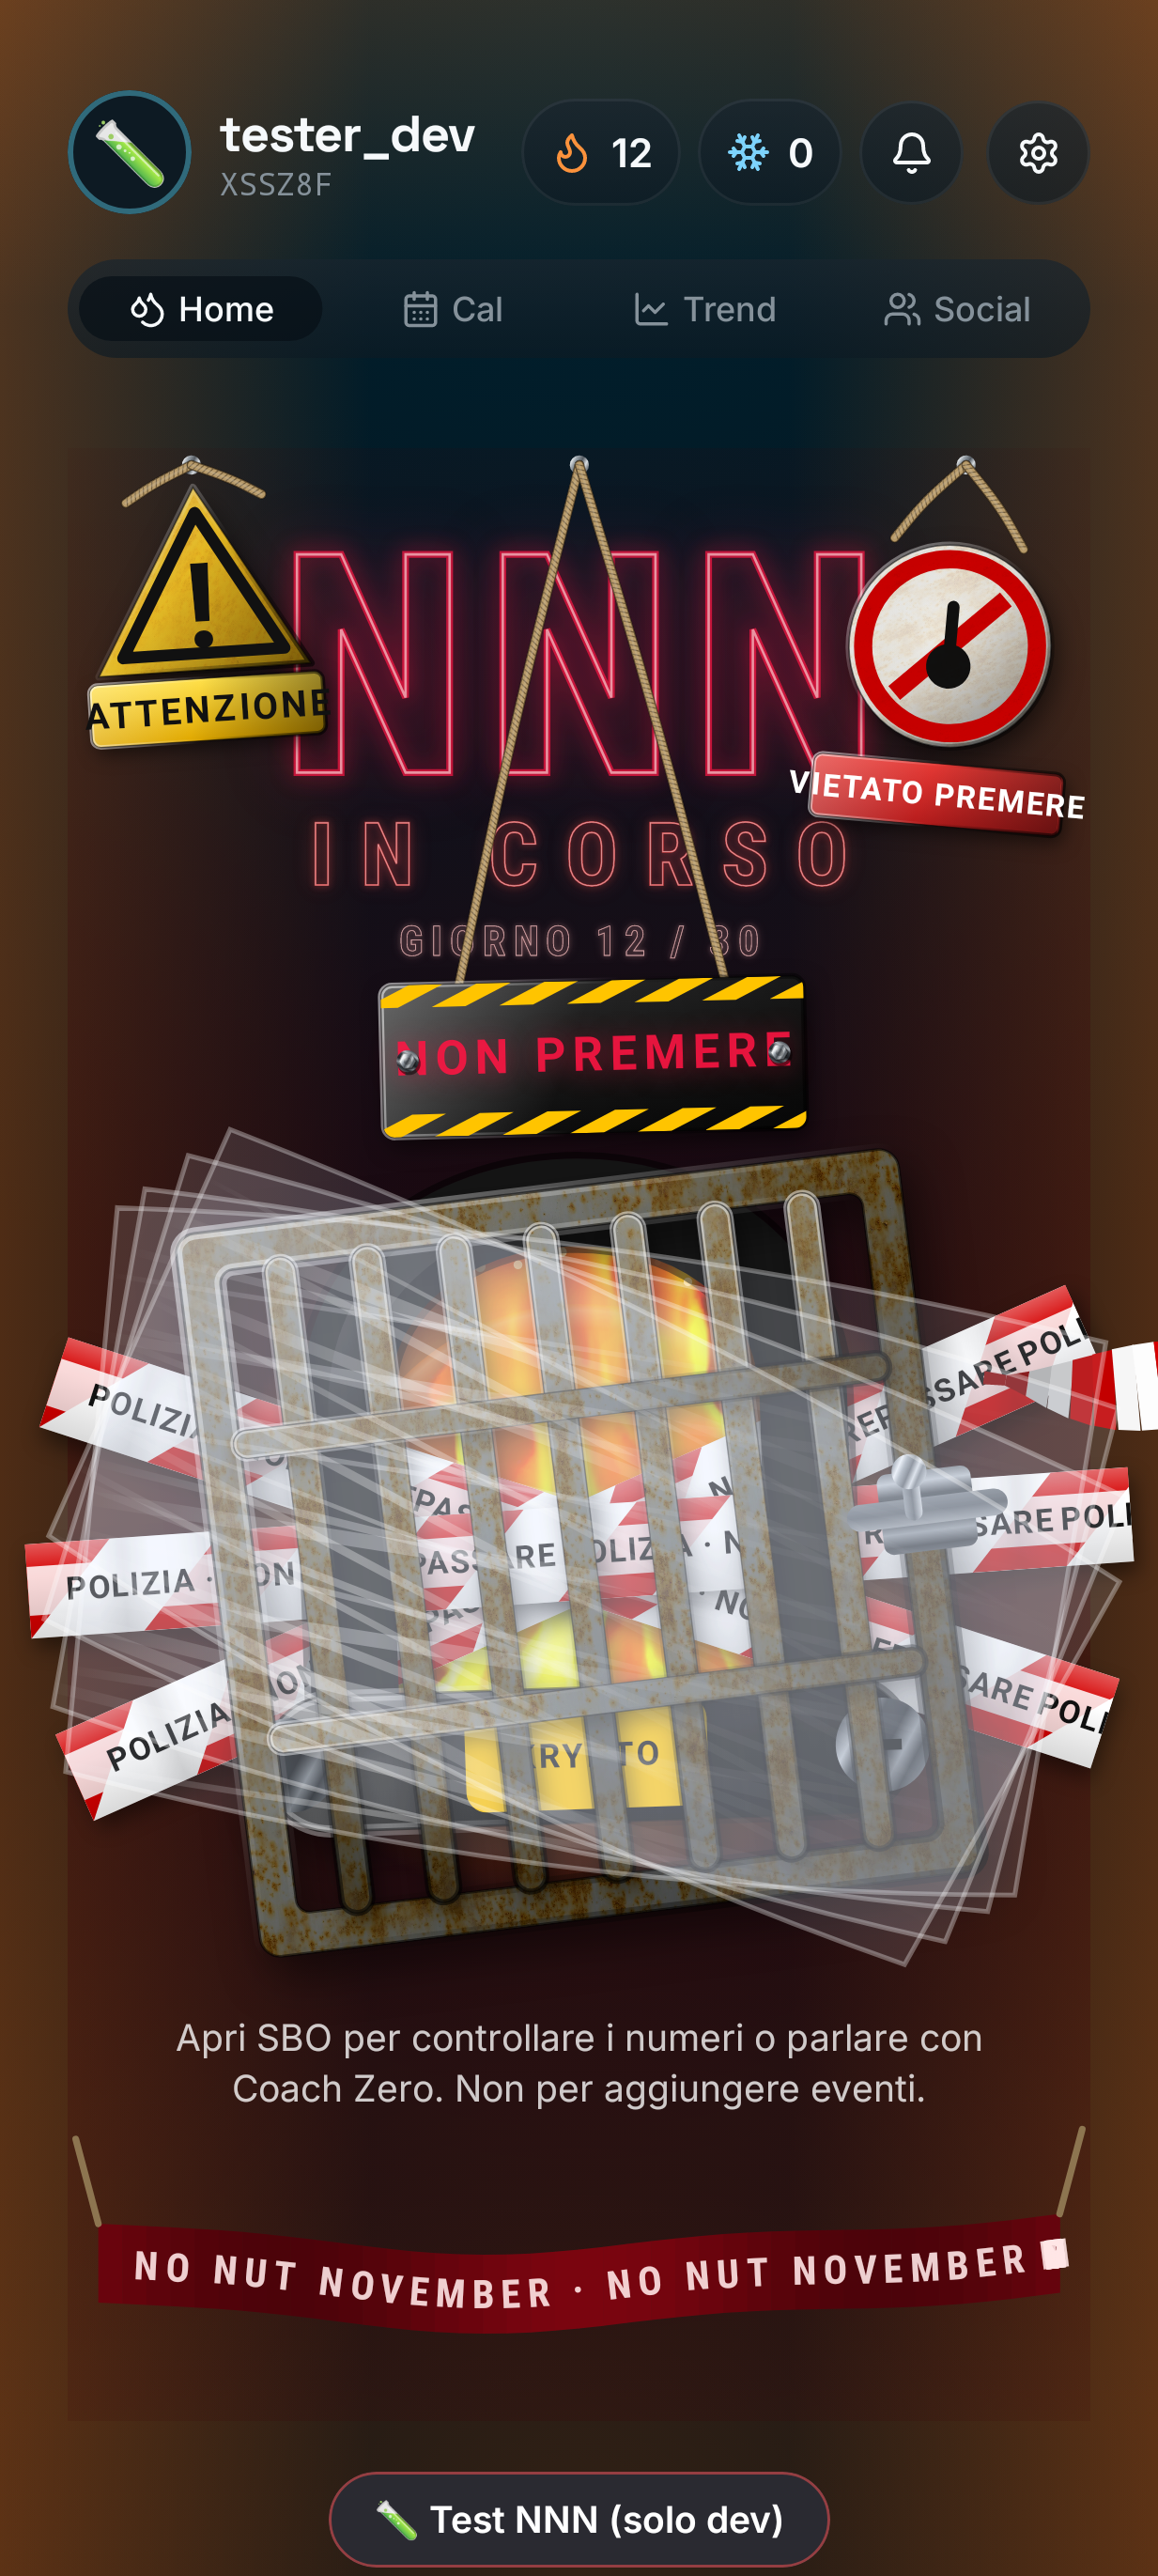 tester_dev
XSSZ8F
12
0
Home
Cal
Trend
Social
NNN
ATTENZIONE
VIETATO PREMERE
IN CORSO
GIORNO 12 / 30
NON PREMERE
POLIZIA
POLIZIA ·
POLIZIA
Apri SBO per controllare i numeri o parlare con
Coach Zero. Non per aggiungere eventi.
NO NUT NOVEMBER · NO NUT NOVEMBER
Test NNN (solo dev)